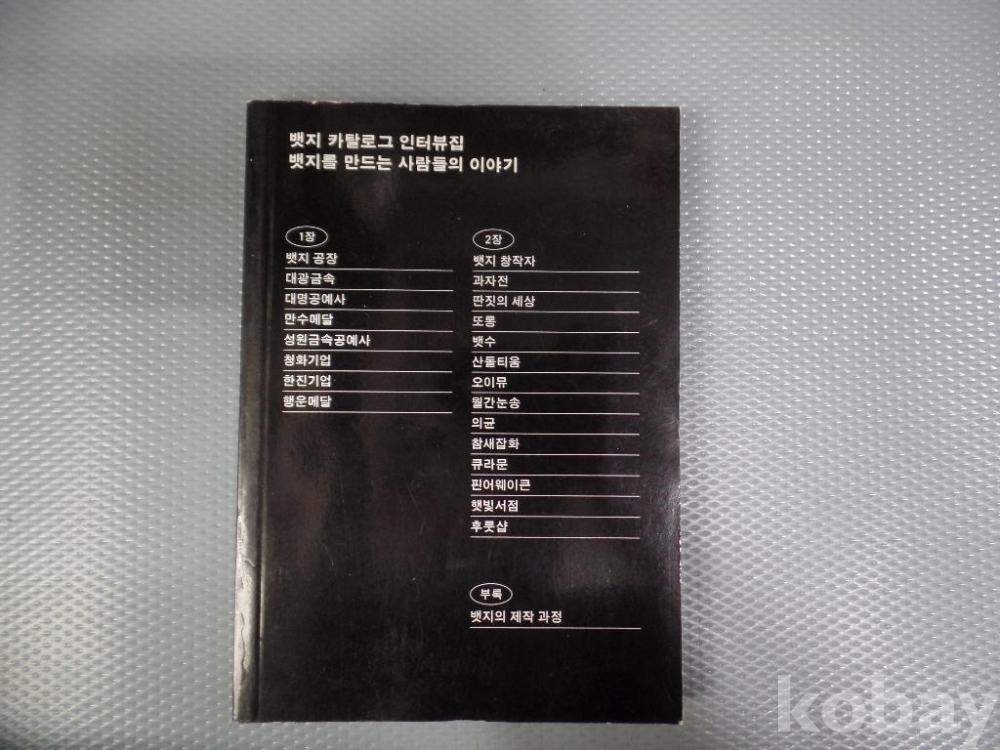 뱃지 카탈로그 인터뷰집
뱃지를 만드는 사람들의 이야기
1장
뱃지 공장
대광금속
대명공예사
만수메달
성원금속공예사
청화기업
한진기업
행운메달
2장
뱃지 창작자
과자전
딴짓의 세상
또롱
뱃수
산돌티움
오이뮤
월간눈송
의균
참새잡화
큐라문
핀어웨이큰
햇빛서점
후룻샵
부록
뱃지의 제작 과정
kobay